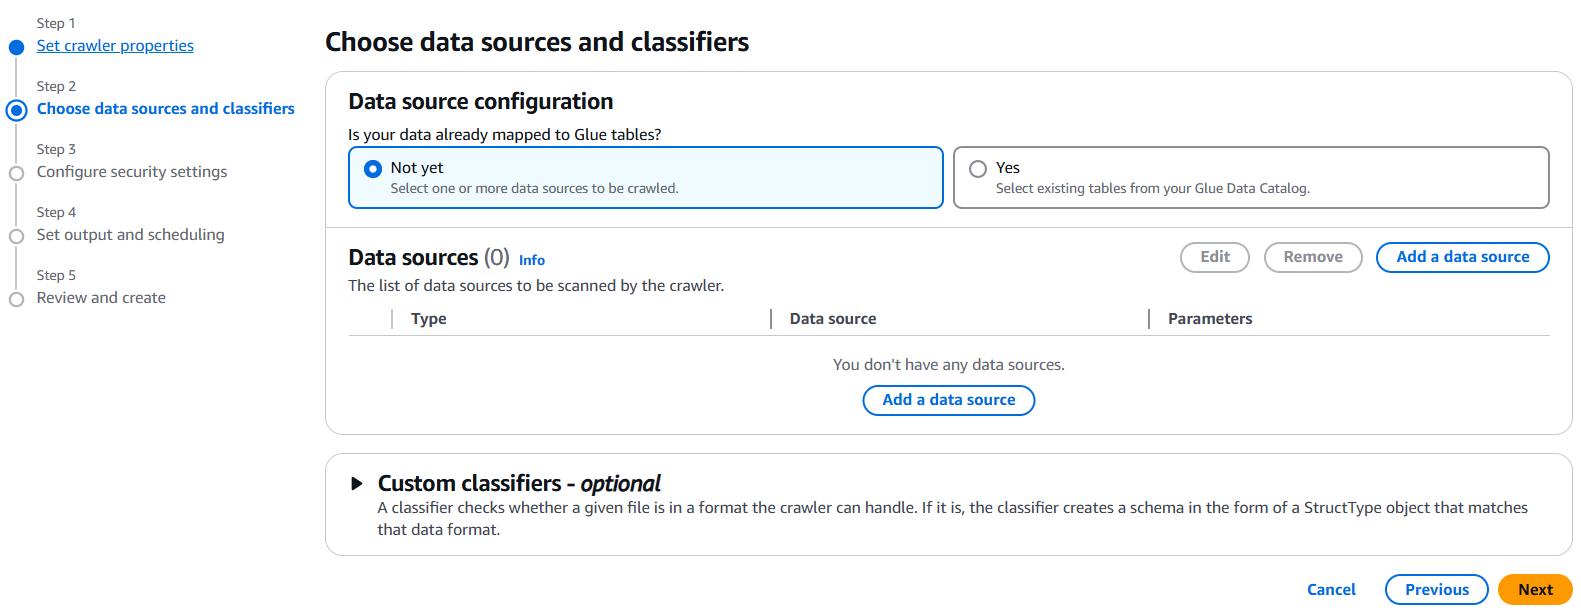 Step 1
Set crawler properties
Step 2
Choose data sources and classifiers
Step 3
Configure security settings
Step 4
Set output and scheduling
Step 5
Review and create
Choose data sources and classifiers
Data source configuration
Is your data already mapped to Glue tables?
Not yet
Select one or more data sources to be crawled.
Yes
Select existing tables from your Glue Data Catalog.
Data sources (0) Info
Edit
Remove
Add a data source
The list of data sources to be scanned by the crawler.
Type
Data source
Parameters
You don't have any data sources.
Add a data source
Custom classifiers - optional
A classifier checks whether a given file is in a format the crawler can handle. If it is, the classifier creates a schema in the form of a StructType object that matches
that data format.
Cancel
Previous
Next